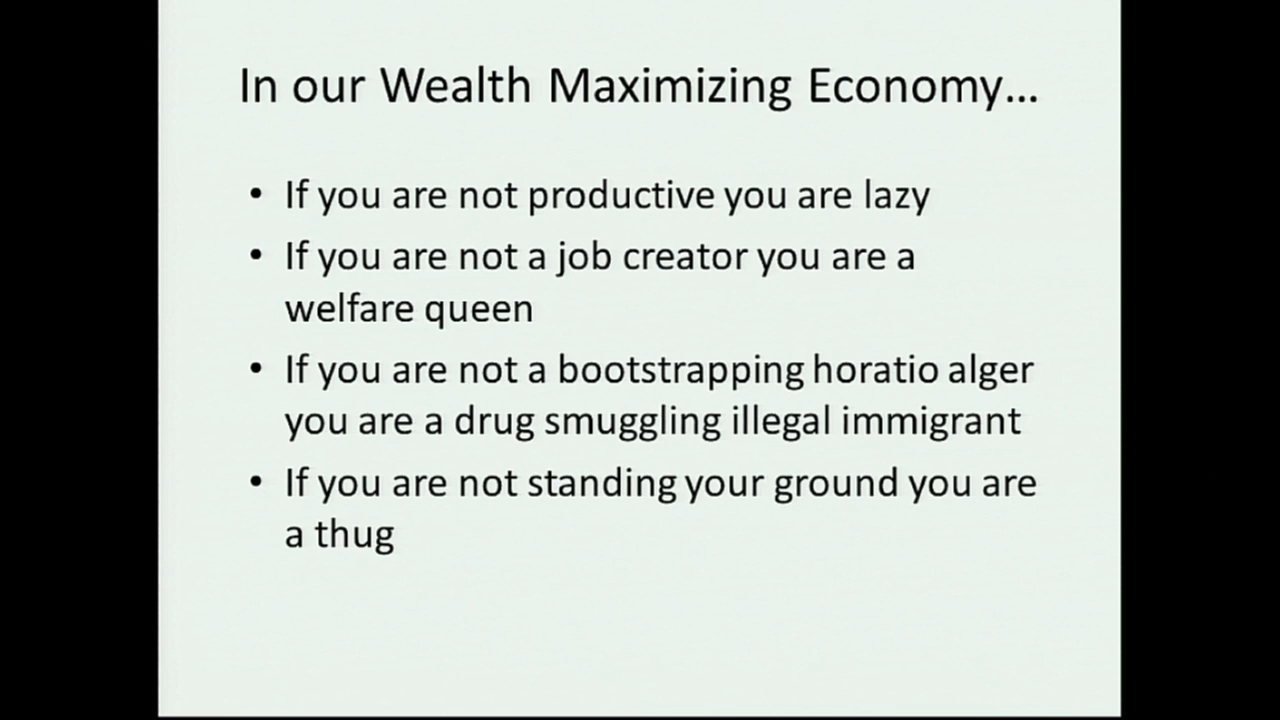 In our Wealth Maximizing Economy...
• If you are not productive you are lazy
• If you are not a job creator you are a
welfare queen
• If you are not a bootstrapping horatio alger
you are a drug smuggling illegal immigrant
• If you are not standing your ground you are
a thug